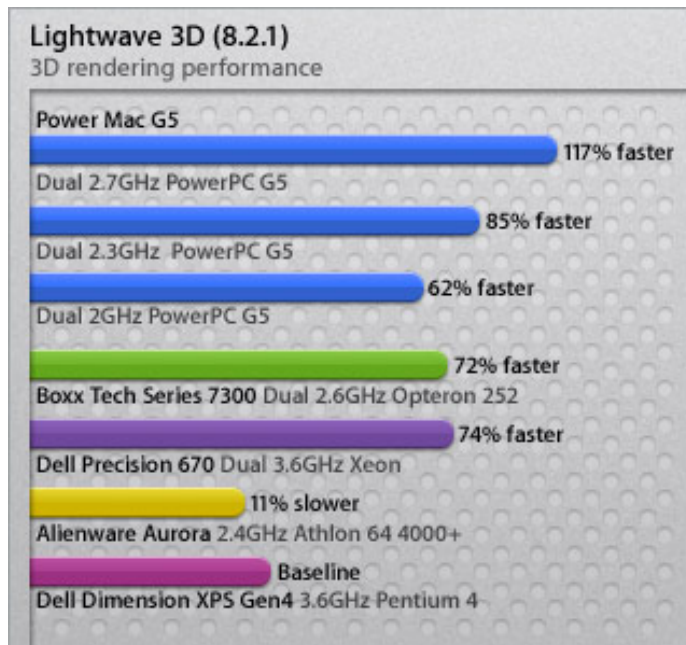 Lightwave 3D (8.2.1)
3D rendering performance
Power Mac G5
117% faster
Dual 2.7GHz PowerPC G5
85% faster
Dual 2.3GHz PowerPC G5
62% faster
Dual 2GHz PowerPC G5
72% faster
Boxx Tech Series 7300 Dual 2.6GHz Opteron 252
74% faster
Dell Precision 670 Dual 3.6GHz Xeon
11% slower
Alienware Aurora 2.4GHz Athlon 64 4000+
Baseline
Dell Dimension XPS Gen4 3.6GHz Pentium 4